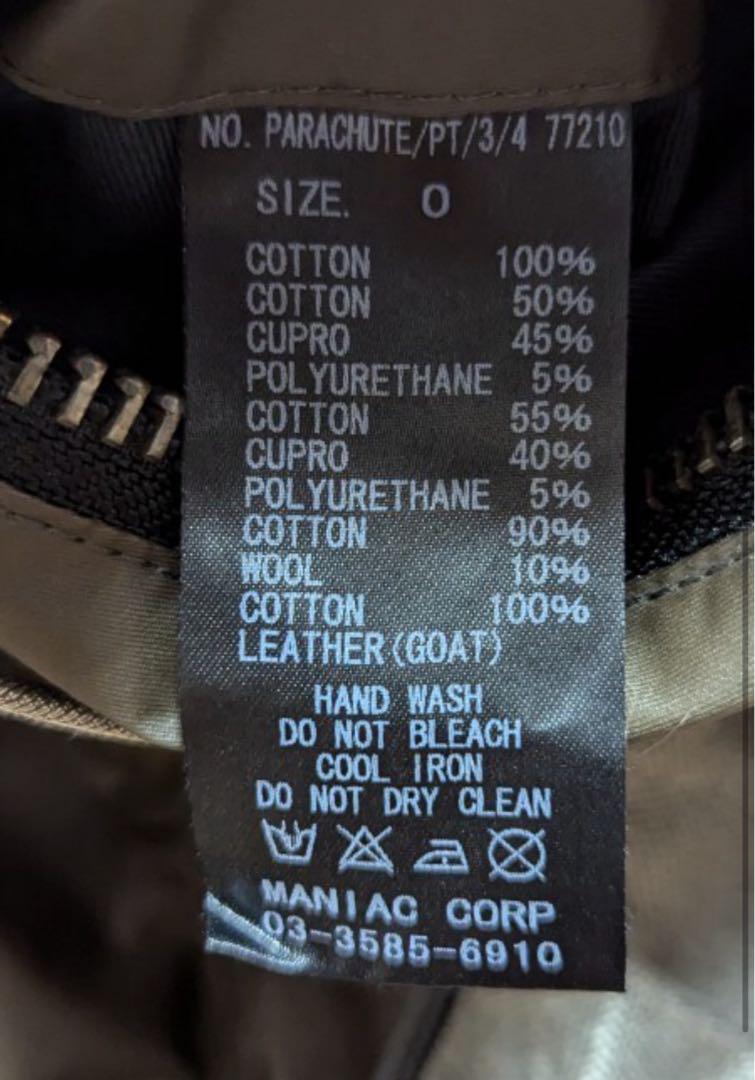 NO. PARACHUTE/PT/3/4 77210
SIZE. 0
COTTON 100%
COTTON 50%
CUPRO 45%
POLYURETHANE 5%
COTTON 55%
CUPRO 40%
POLYURETHANE 5%
COTTON 90%
WOOL 10%
COTTON 100%
LEATHER(GOAT)
HAND WASH
DO NOT BLEACH
COOL IRON
DO NOT DRY CLEAN
MANIAC CORP
03-3585-6910